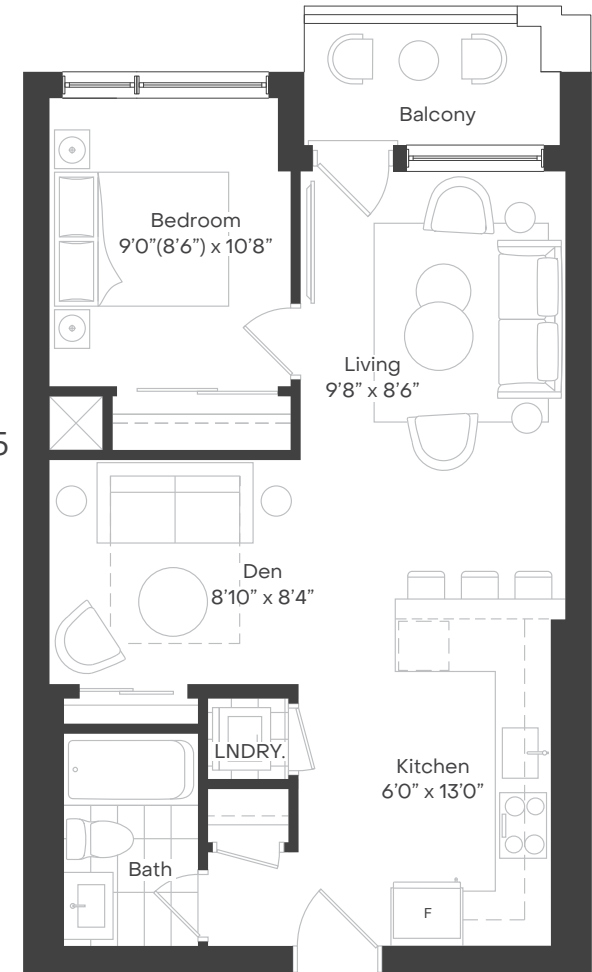 Balcony
Bedroom
9’0”(8’6”) x 10’8”
Living
9’8” x 8’6”
5
Den
8’10” x 8’4”
LNDRY.
Kitchen
6’0” x 13’0”
Bath
F